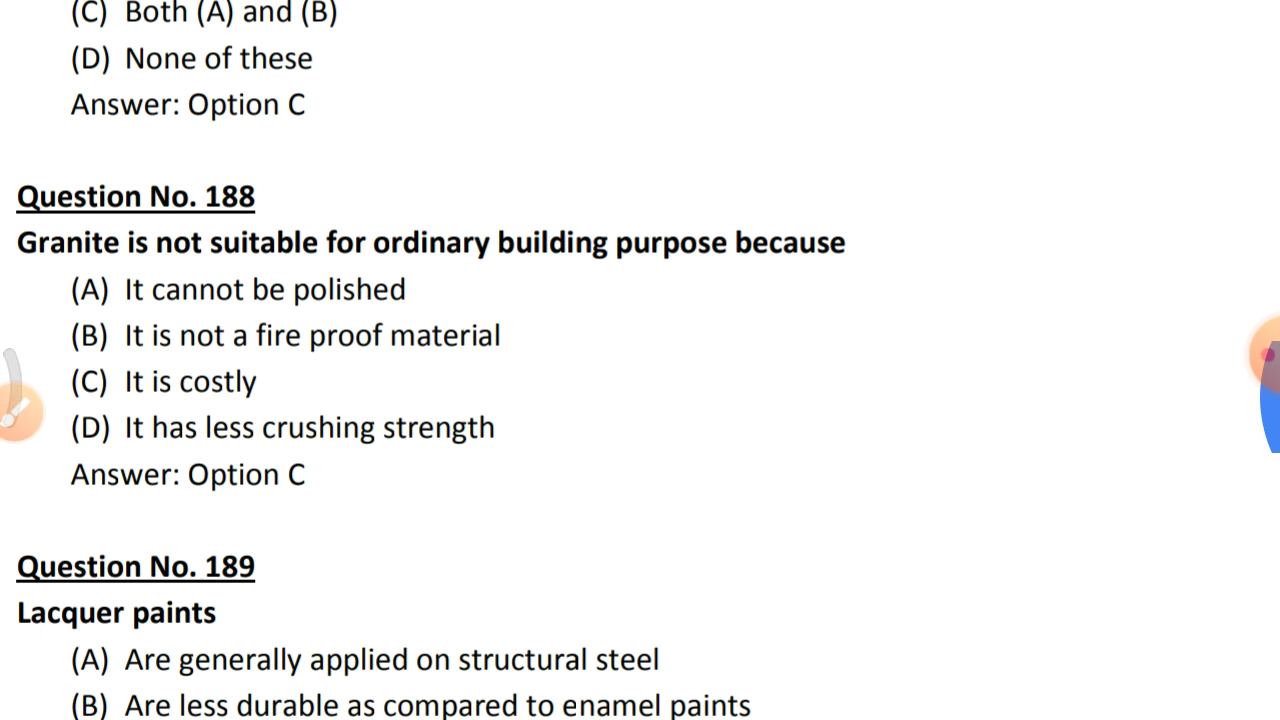 (C) Both (A) and (B)
(D) None of these
Answer: Option C
Question No. 188
Granite is not suitable for ordinary building purpose because
(A) It cannot be polished
(B) It is not a fire proof material
(C) It is costly
(D) It has less crushing strength
Answer: Option C
Question No. 189
Lacquer paints
(A) Are generally applied on structural steel
(B) Are less durable as compared to enamel paints